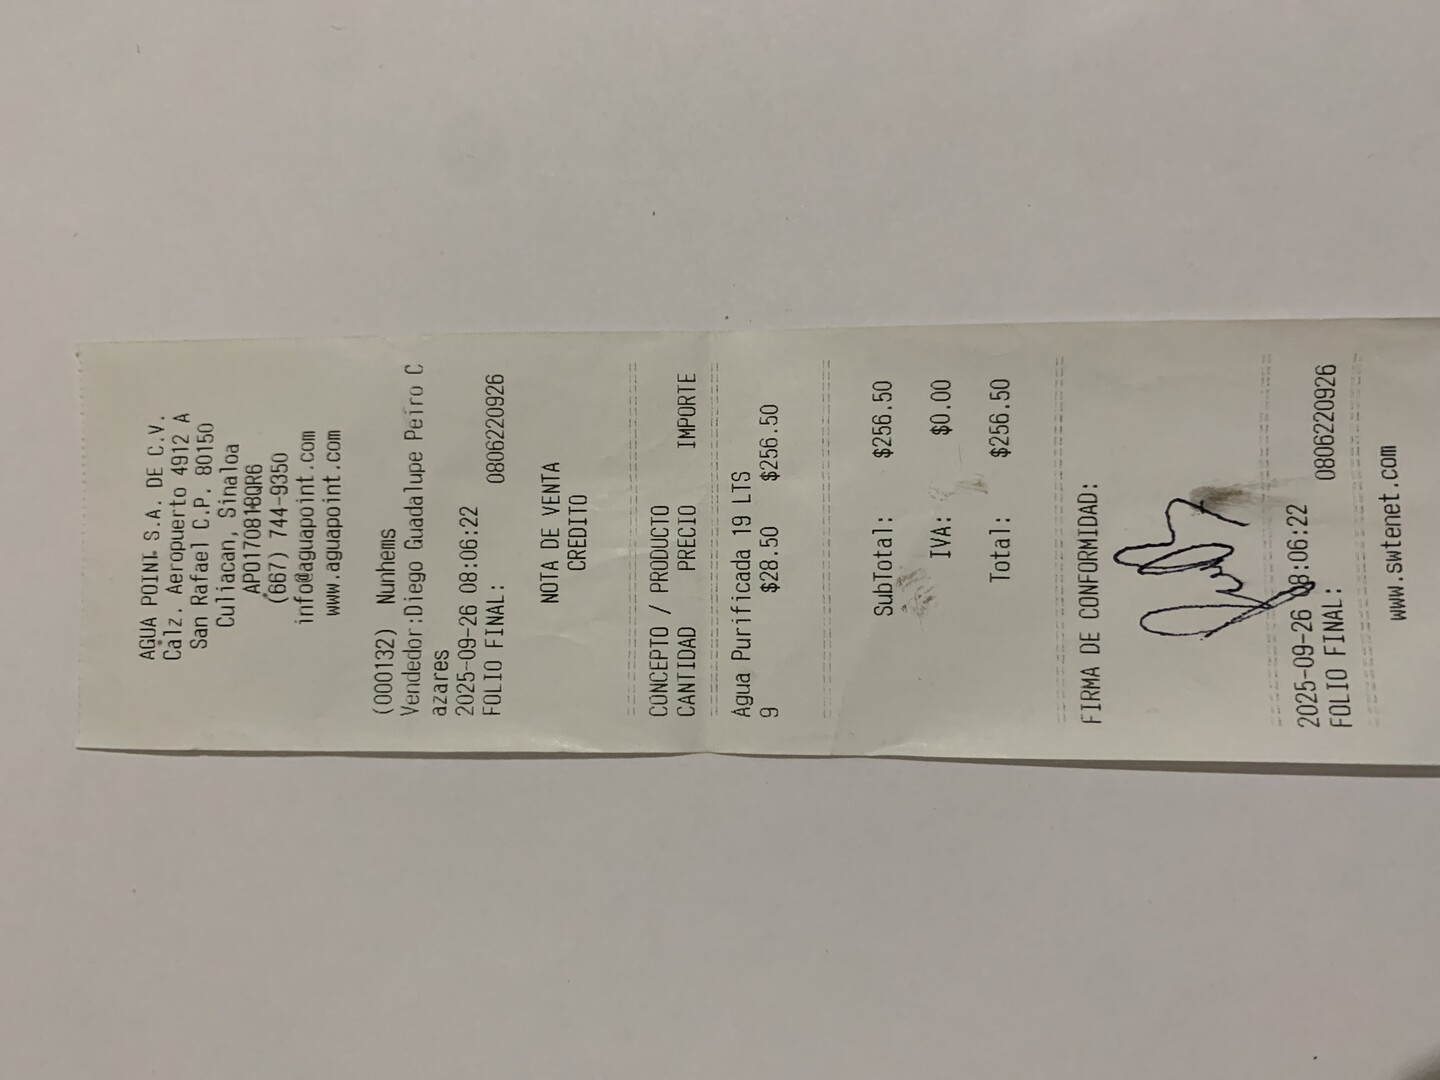 AGUA POINT S.A. DE C.V.
Calz. Aeropuerto 4912 A
San Rafael C.P. 80150
Culiacan, Sinaloa
APO170818QR6
(667) 744-9350
info@aguapoint.com
www.aguapoint.com
(000132) Nunhems
Vendedor:Diego Guadalupe Peiro C
azares
2025-09-26 08:06:22
FOLIO FINAL: 0806220926
NOTA DE VENTA
CREDITO
CONCEPTO / PRODUCTO
CANTIDAD PRECIO IMPORTE
Agua Purificada 19 LTS
9 $28.50 $256.50
SubTotal: $256.50
IVA: $0.00
Total: $256.50
FIRMA DE CONFORMIDAD:
2025-09-26 08:06:22
FOLIO FINAL: 0806220926
www.swtenet.com